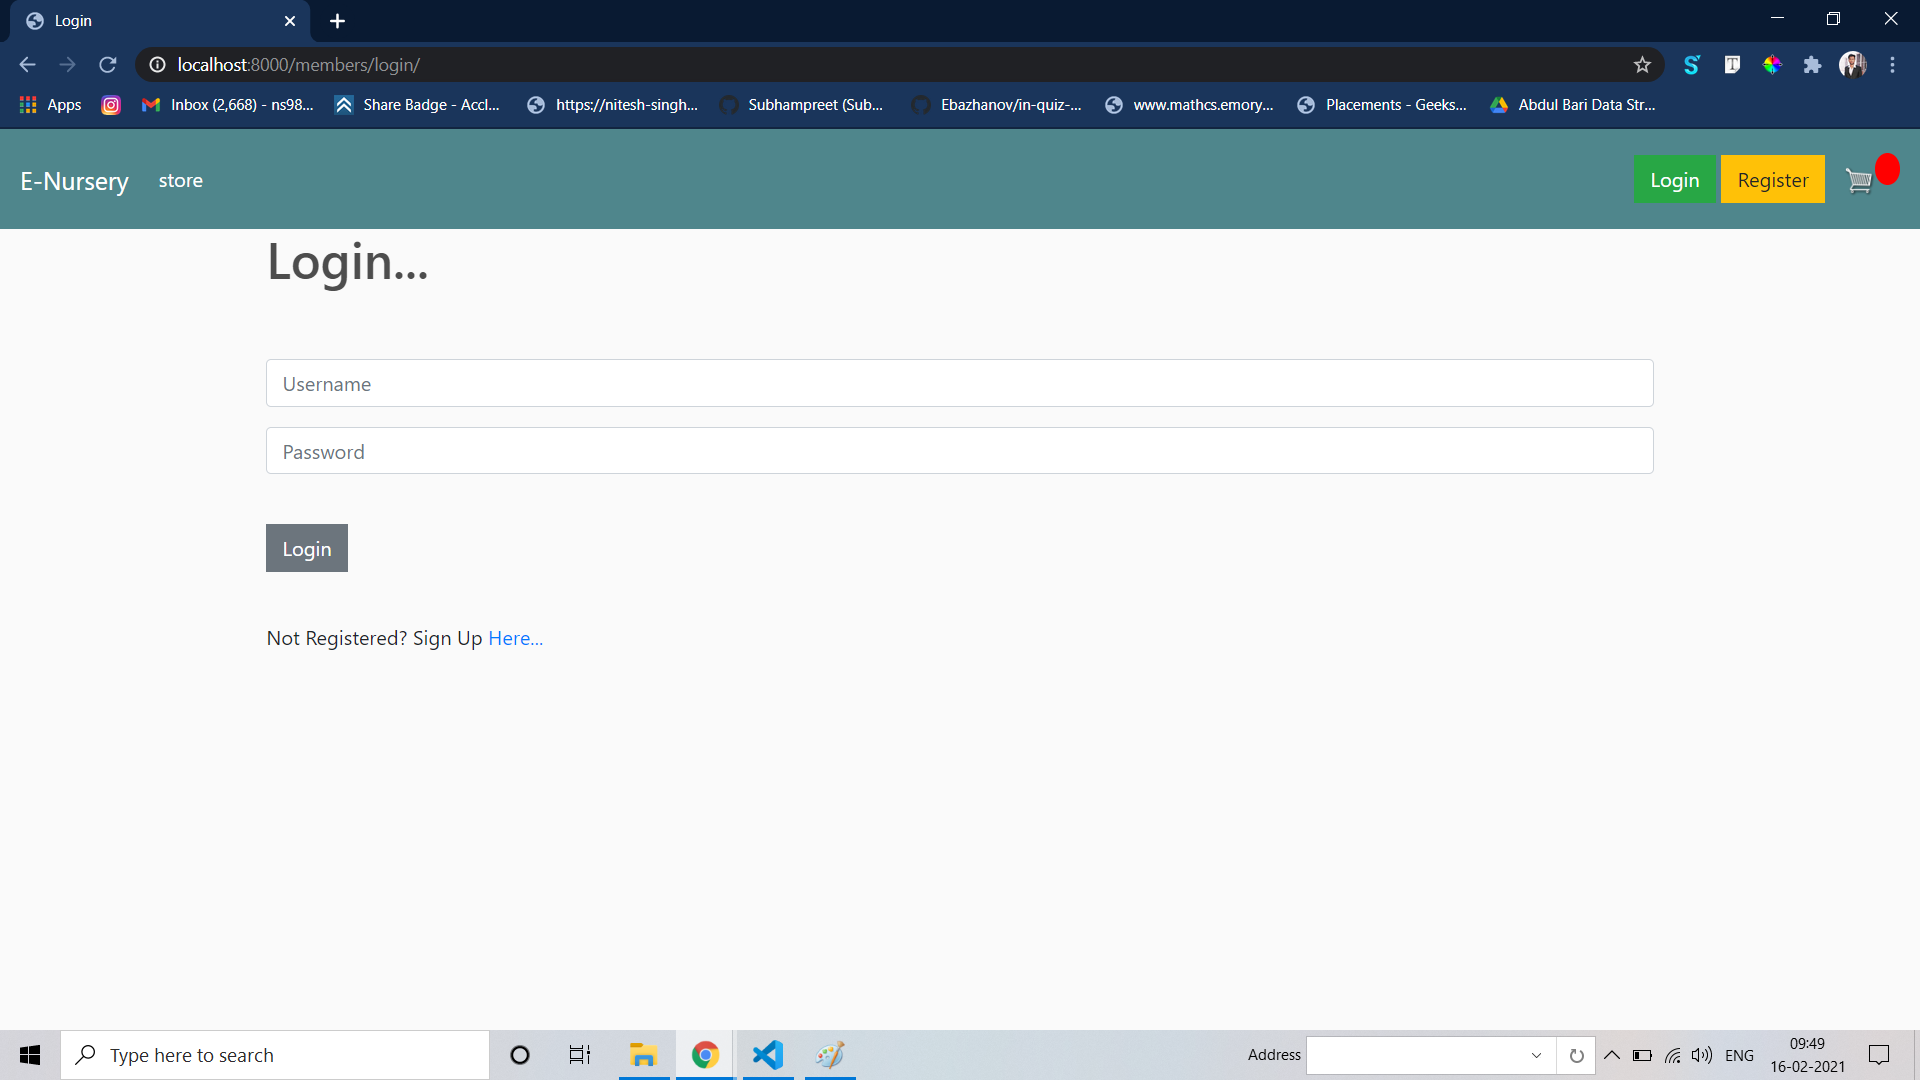 Login
localhost:8000/members/login/
Apps
Inbox (2,668) - ns98...
Share Badge - Accl...
https://nitesh-singh...
Subhampreet (Sub...
Ebazhanov/in-quiz-...
www.mathcs.emory...
Placements - Geeks...
Abdul Bari Data Str...
E-Nursery
store
Login
Register
Login...
Username
Password
Login
Not Registered? Sign Up Here...
Type here to search
Address
ENG
09:49
16-02-2021